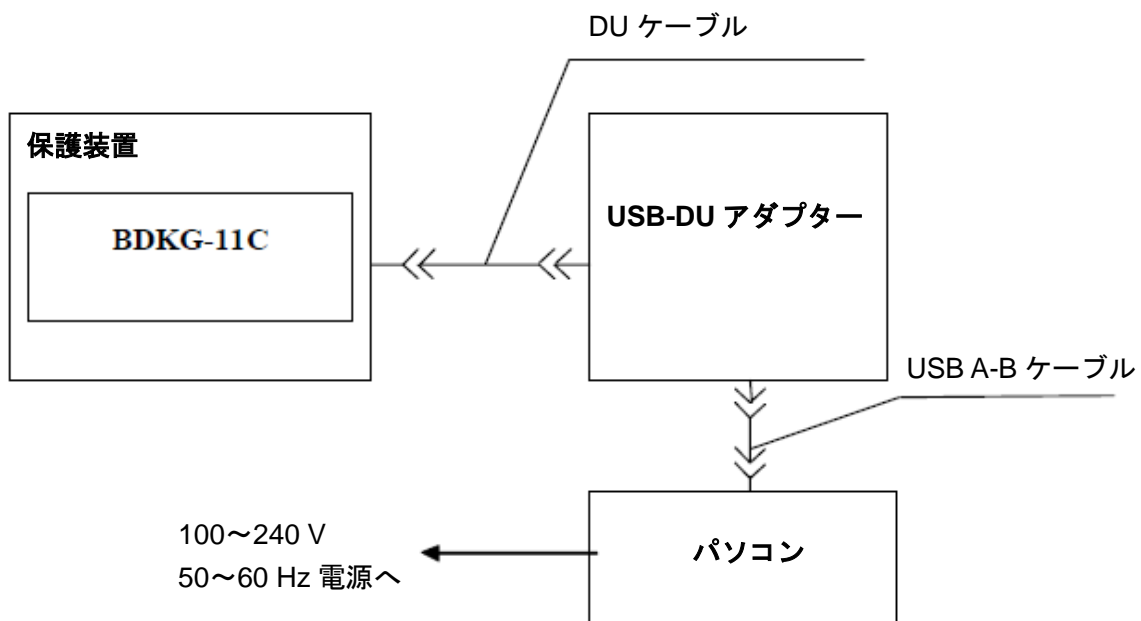 DU ケーブル
保護装置
BDKG-11C
USB-DU アダプター
USB A-B ケーブル
100～240 V
50～60 Hz 電源へ
パソコン